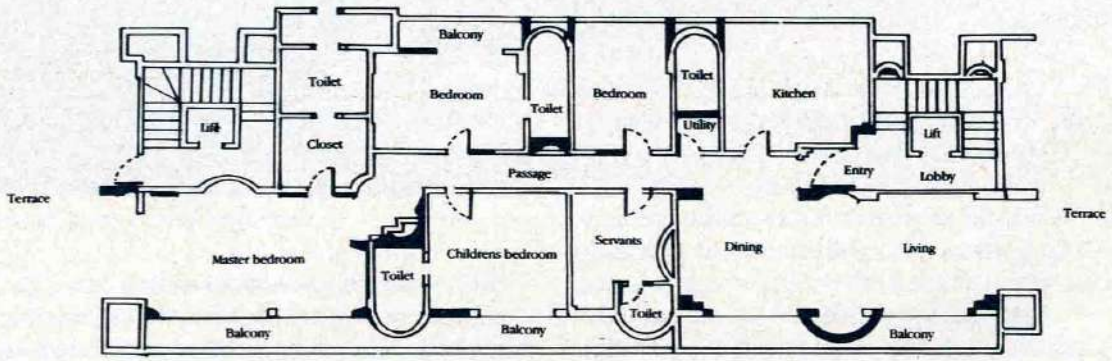 Balcony
Toilet
Bedroom
Toilet
Bedroom
Toilet
Kitchen
Lift
Closet
Utility
Lift
Passage
Entry
Lobby
Terrace
Terrace
Master bedroom
Toilet
Childrens bedroom
Servants
Dining
Living
Toilet
Balcony
Balcony
Balcony